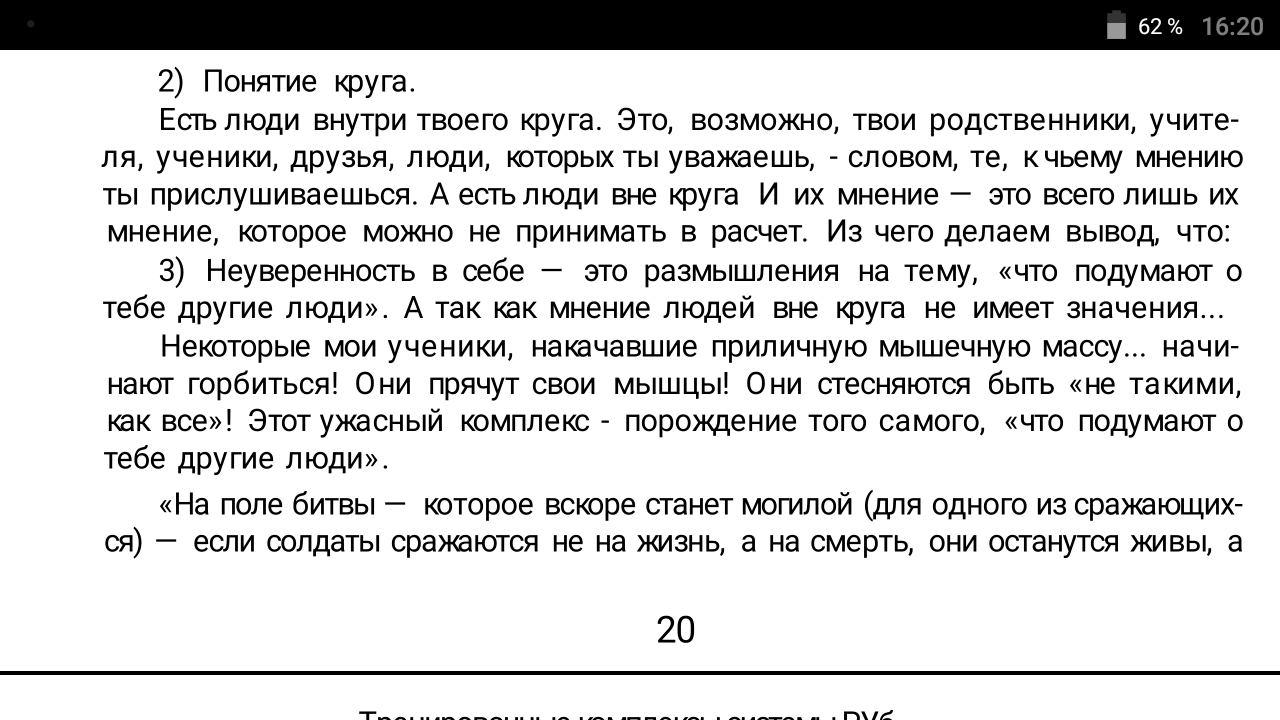 62 % 16:20
2) Понятие круга.
Есть люди внутри твоего круга. Это, возможно, твои родственники, учите-
ля, ученики, друзья, люди, которых ты уважаешь, - словом, те, к чьему мнению
ты прислушиваешься. А есть люди вне круга И их мнение — это всего лишь их
мнение, которое можно не принимать в расчет. Из чего делаем вывод, что:
3) Неуверенность в себе — это размышления на тему, «что подумают о
тебе другие люди». А так как мнение людей вне круга не имеет значения...
Некоторые мои ученики, накачавшие приличную мышечную массу... начи-
нают горбиться! Они прячут свои мышцы! Они стесняются быть «не такими,
как все»! Этот ужасный комплекс - порождение того самого, «что подумают о
тебе другие люди».
«На поле битвы — которое вскоре станет могилой (для одного из сражающих-
ся) — если солдаты сражаются не на жизнь, а на смерть, они останутся живы, а
20